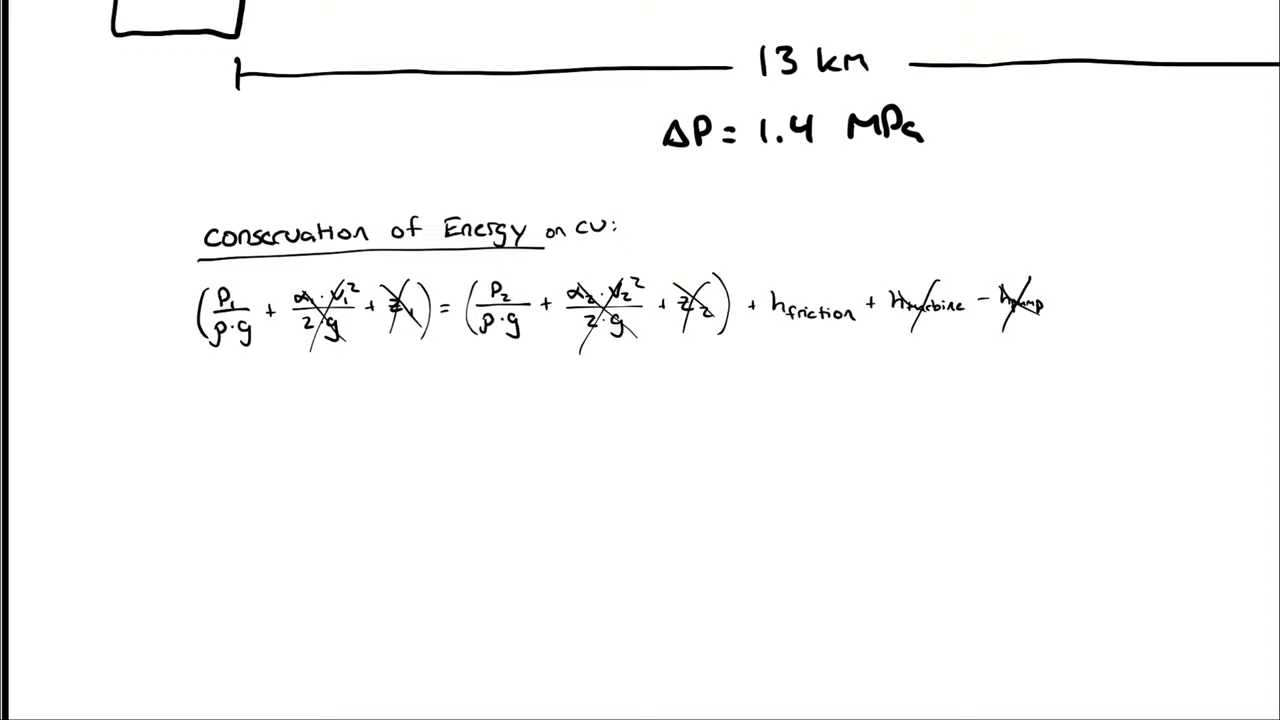 13 km
ΔP = 1.4 MPa
Conservation of Energy on CV:
(P₁/(ρ·g) + α₁·V₁²/(2·g) + z₁) = (P₂/(ρ·g) + α₂·V₂²/(2·g) + z₂) + h_friction + h_turbine - h_pump